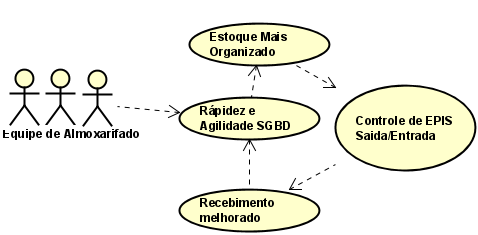 Estoque Mais
Organizado
Equipe de Almoxarifado
Rápidez e
Agilidade SGBD
Controle de EPIS
Saida/Entrada
Recebimento
melhorado